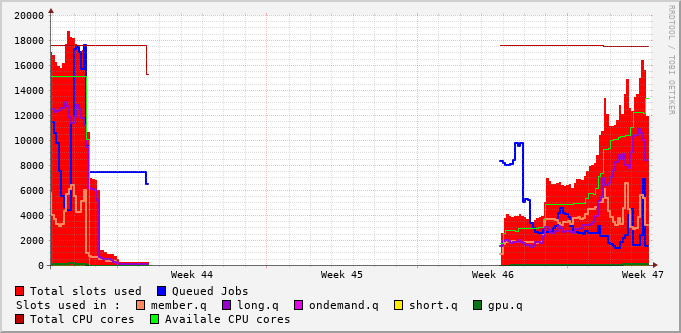 RRDTOOL / TOBI OETIKER
20000
18000
16000
14000
12000
10000
8000
6000
4000
2000
0
Week 44 Week 45 Week 46 Week 47
Total slots used Queued Jobs
Slots used in : member.q long.q ondemand.q short.q gpu.q
Total CPU cores Availale CPU cores